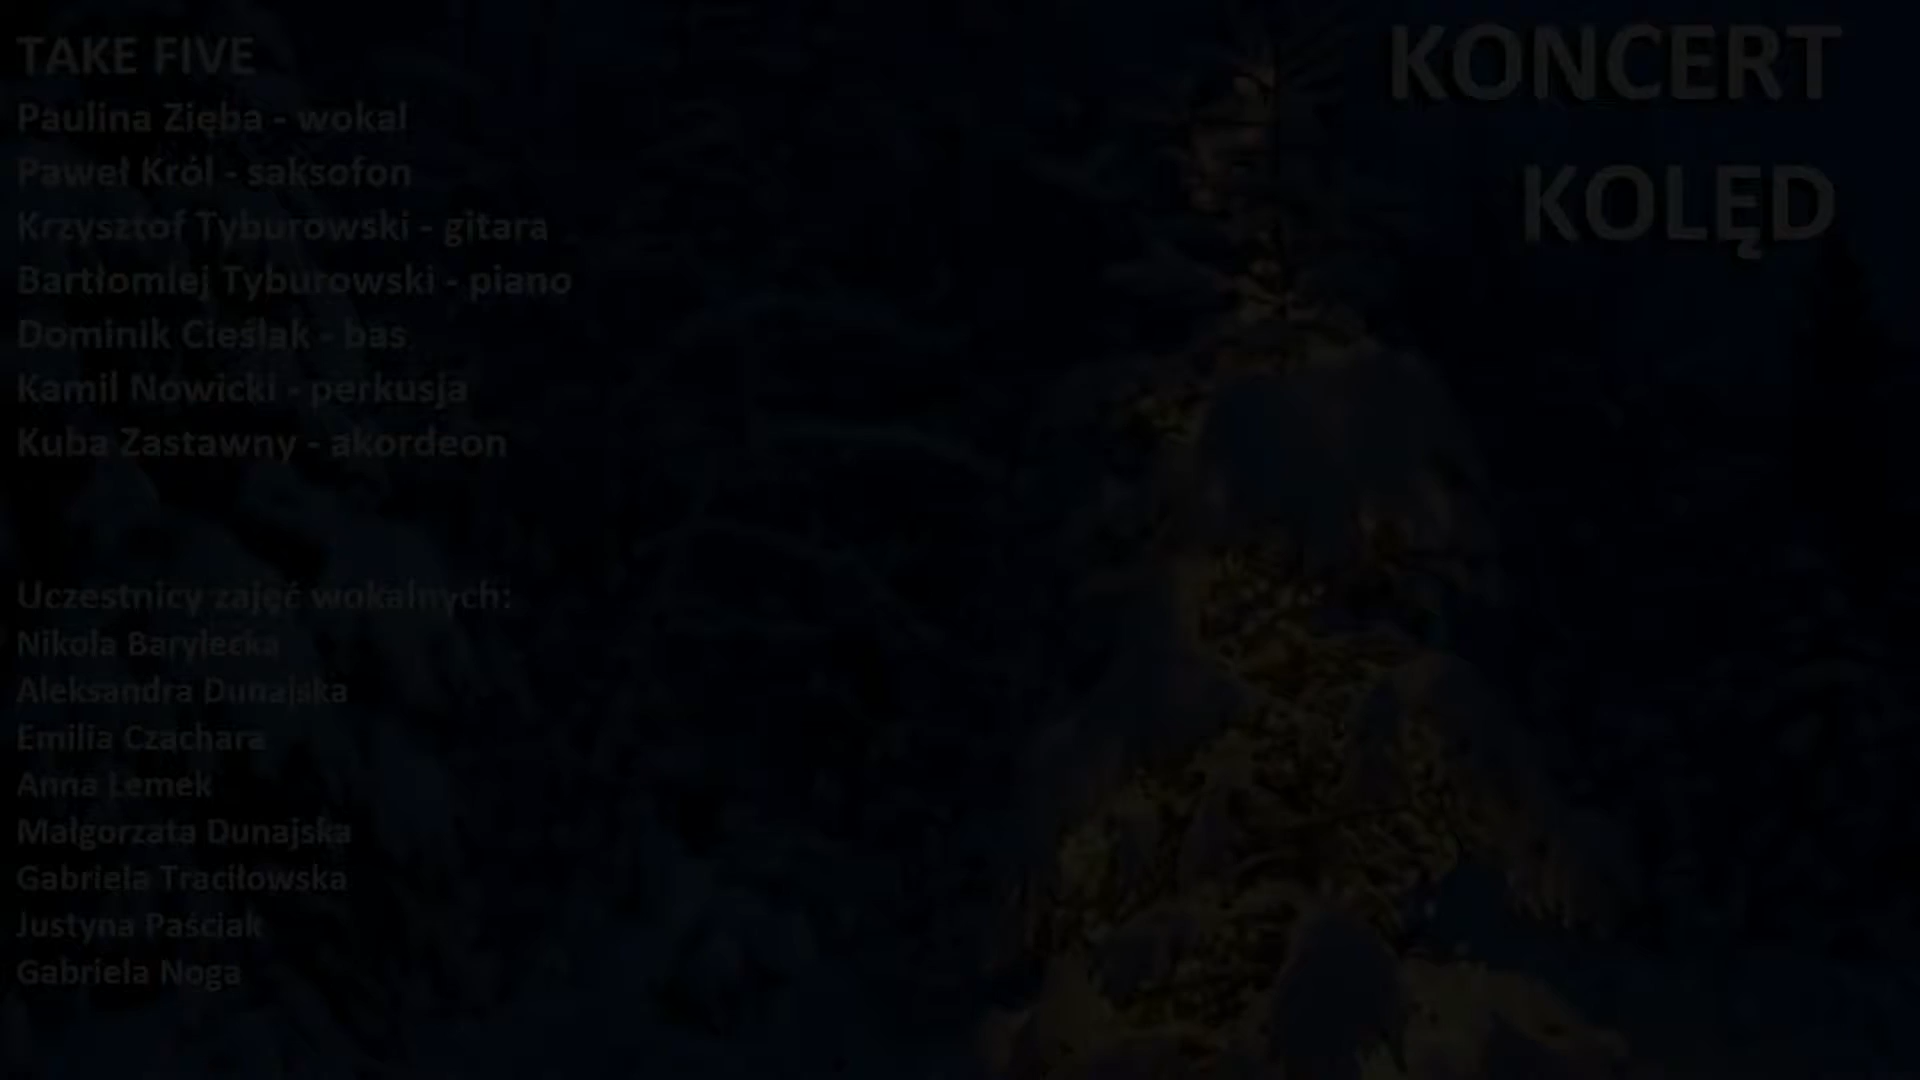 TAKE FIVE
Paulina Zięba - wokal
Paweł Król - saksofon
Krzysztof Tyburowski - gitara
Bartłomiej Tyburowski - piano
Dominik Cieślak - bas
Kamil Nowicki - perkusja
Kuba Zastawny - akordeon
Uczestnicy zajęć wokalnych:
Nikola Barylecka
Aleksandra Dunajska
Emilia Czachara
Anna Lemek
Małgorzata Dunajska
Gabriela Traciłowska
Justyna Paściak
Gabriela Noga
KONCERT
KOLĘD